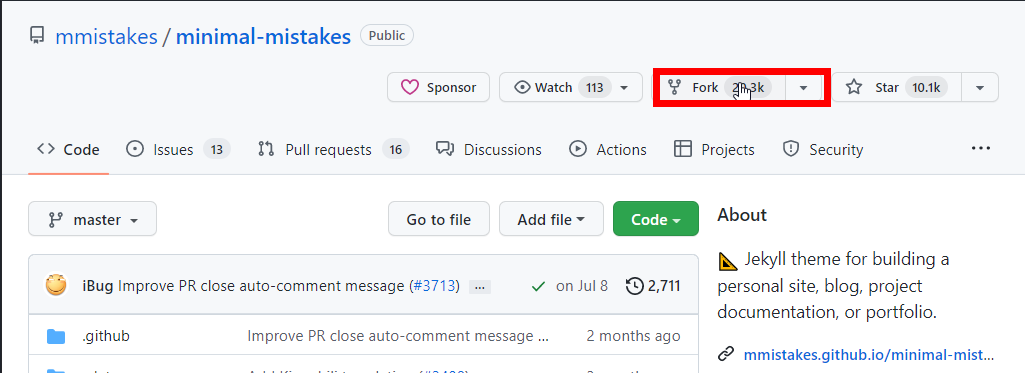 mmistakes / minimal-mistakes Public
Sponsor Watch 113 Fork Star 10.1k
Code Issues 13 Pull requests 16 Discussions Actions Projects Security ...
master Go to file Add file Code
About
📐 Jekyll theme for building a
personal site, blog, project
documentation, or portfolio.
mmistakes.github.io/minimal-mist...
iBug Improve PR close auto-comment message (#3713) ... on Jul 8 2,711
.github Improve PR close auto-comment message ... 2 months ago